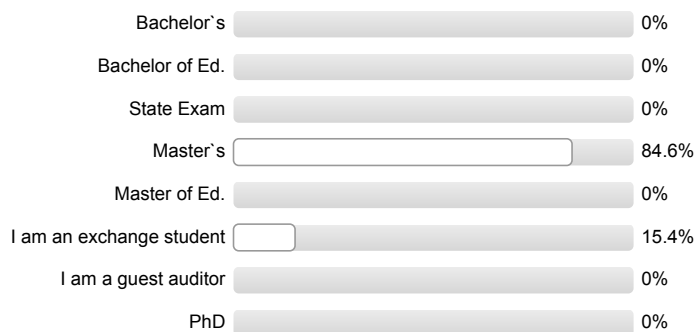 Bachelor`s 0%
Bachelor of Ed. 0%
State Exam 0%
Master`s 84.6%
Master of Ed. 0%
I am an exchange student 15.4%
I am a guest auditor 0%
PhD 0%